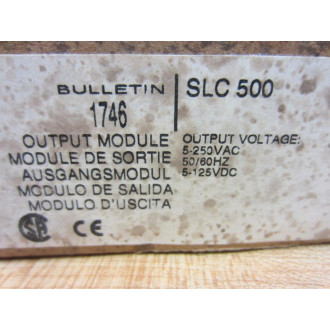 BULLETIN
1746
SLC 500
OUTPUT MODULE
MODULE DE SORTIE
AUSGANGSMODUL
MODULO DE SALIDA
MODULO D'USCITA
OUTPUT VOLTAGE:
5-250VAC
50/60HZ
5-125VDC
SA CE